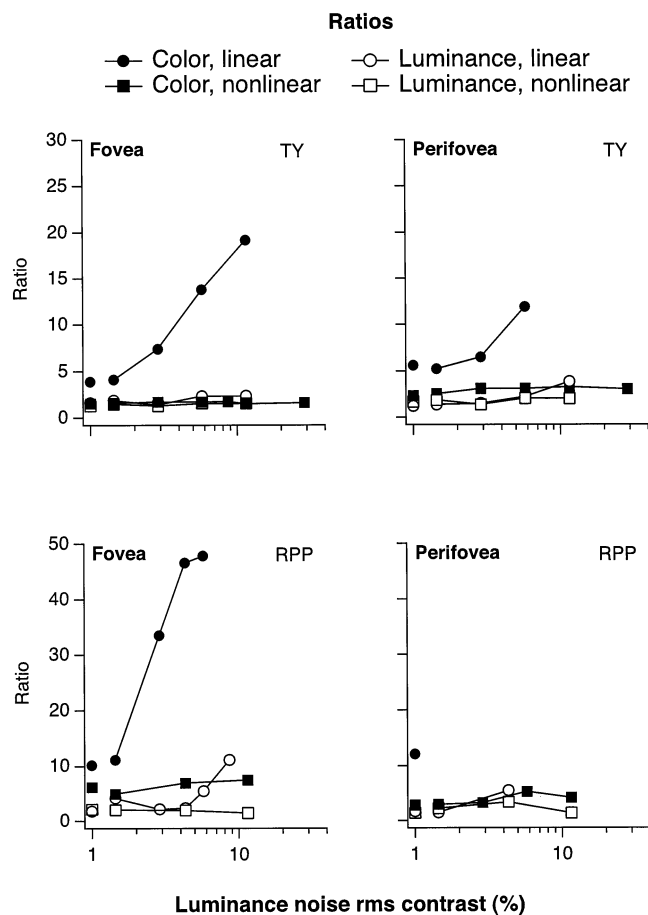 Ratios
Color, linear
Luminance, linear
Color, nonlinear
Luminance, nonlinear
Fovea TY
Perifovea TY
30
25
20
15
10
5
0
Ratio
Fovea RPP
Perifovea RPP
50
40
30
20
10
0
Ratio
1 10
1 10
Luminance noise rms contrast (%)